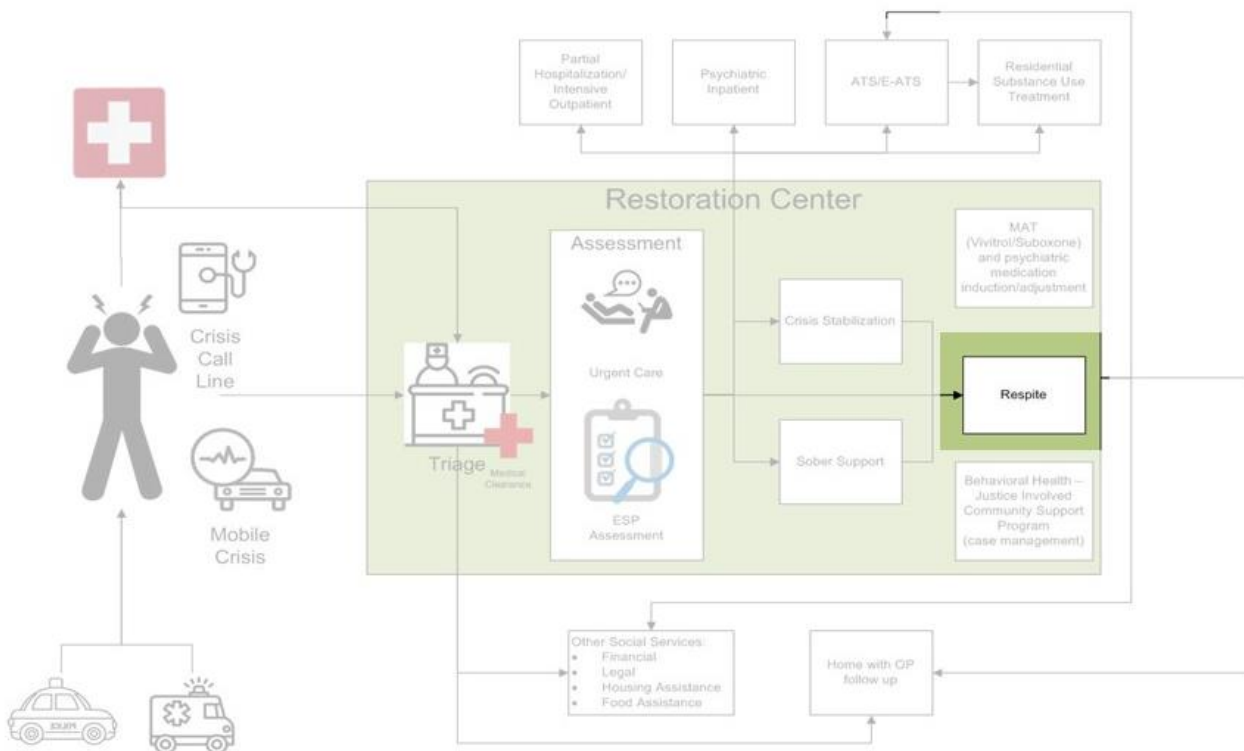 Partial
Hospitalization/
Intensive
Outpatient
Psychiatric
Inpatient
ATS/E-ATS
Residential
Substance Use
Treatment
Restoration Center
Crisis
Call
Line
Mobile
Crisis
Triage
Medical
Clearance
Assessment
Urgent Care
ESP
Assessment
Crisis Stabilization
Sober Support
MAT
(Vivitrol/Suboxone)
and psychiatric
medication
induction/adjustment
Respite
Behavioral Health –
Justice Involved
Community Support
Program
(case management)
Other Social Services:
• Financial
• Legal
• Housing Assistance
• Food Assistance
Home with OP
follow up
POLICE